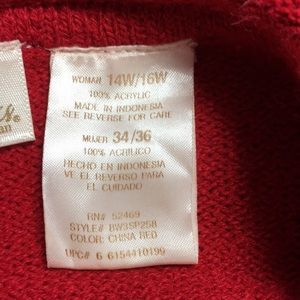 WOMAN 14W/16W
100% ACRYLIC
MADE IN INDONESIA
SEE REVERSE FOR CARE
MUJER 34/36
100% ACRILICO
HECHO EN INDONESIA
VE EL REVERSO PARA
EL CUIDADO
RN# 52469
STYLE# BW3SP258
COLOR: CHINA RED
UPC# 6 6154410199